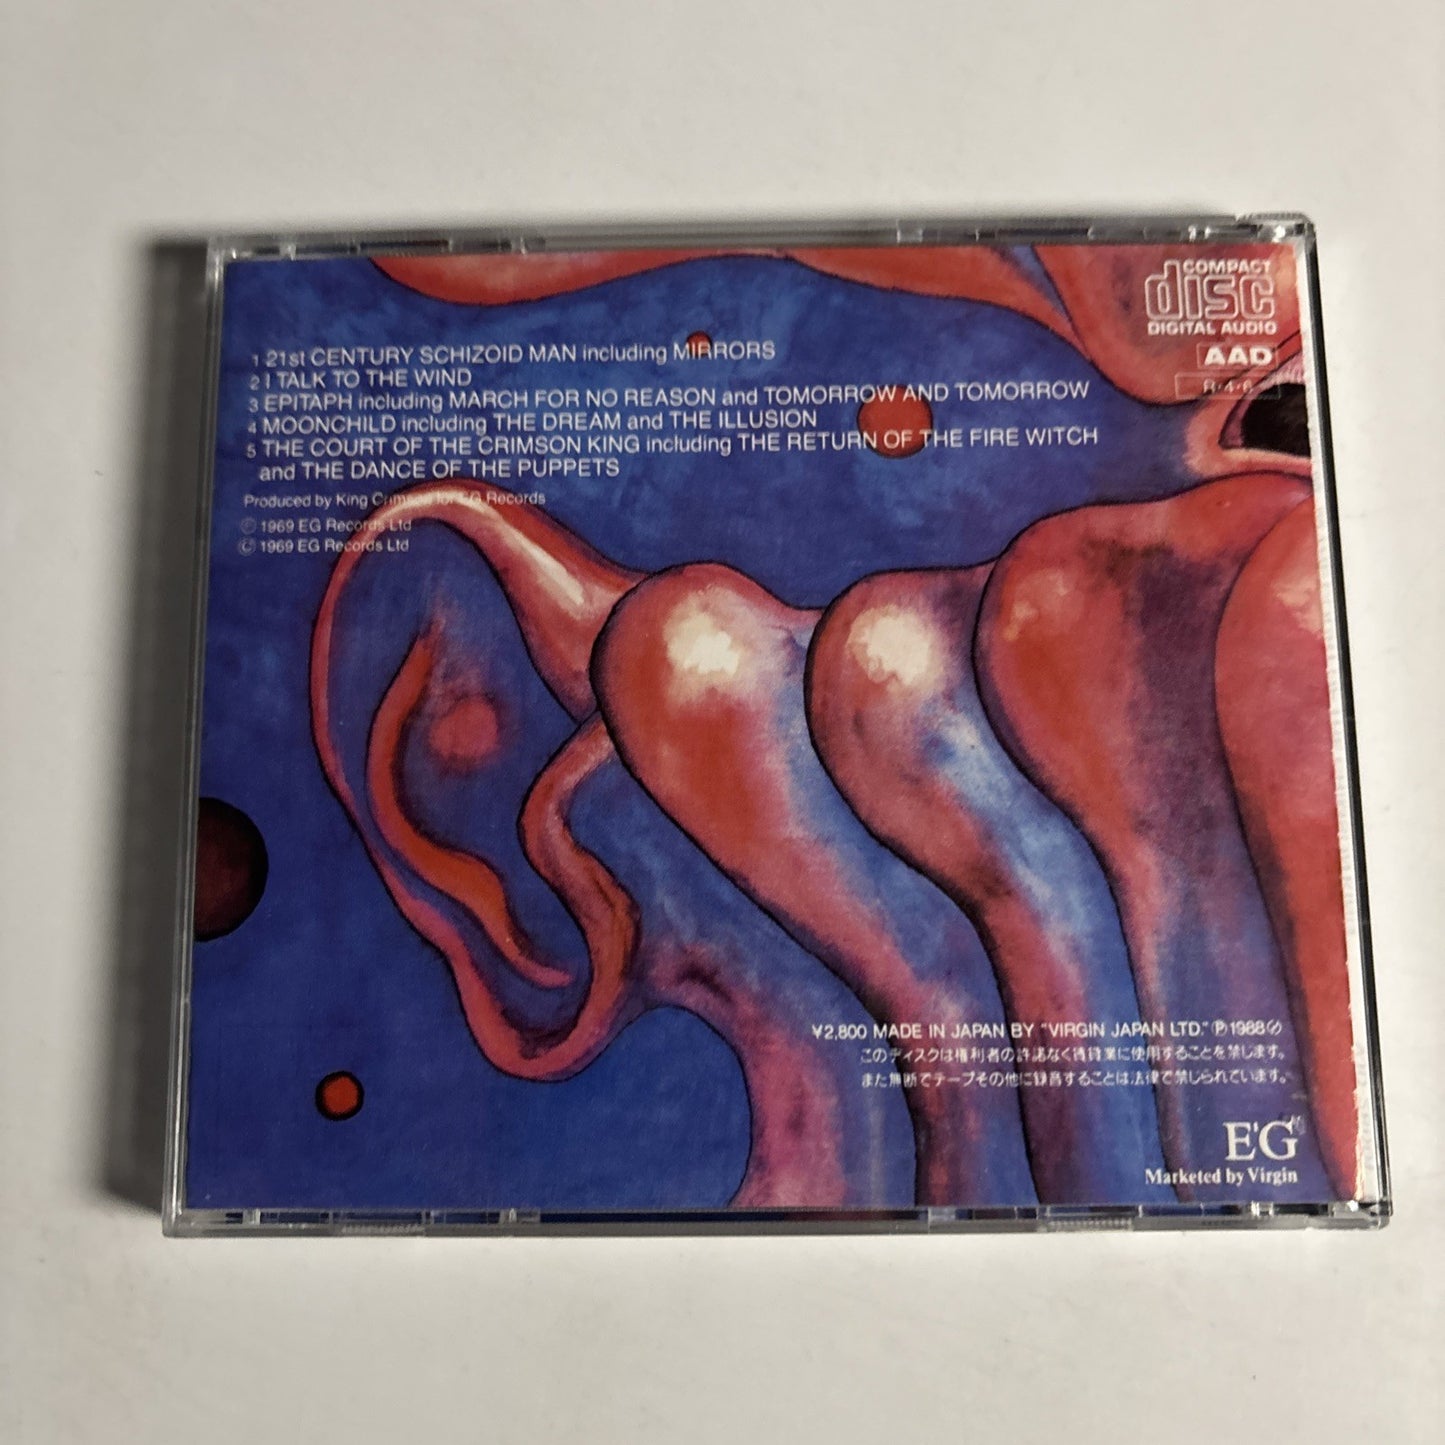 COMPACT
disc
DIGITAL AUDIO
AAD
R・4・6
1 21st CENTURY SCHIZOID MAN including MIRRORS
2 I TALK TO THE WIND
3 EPITAPH including MARCH FOR NO REASON and TOMORROW AND TOMORROW
4 MOONCHILD including THE DREAM and THE ILLUSION
5 THE COURT OF THE CRIMSON KING including THE RETURN OF THE FIRE WITCH
and THE DANCE OF THE PUPPETS
Produced by King Crimson for EG Records
Ⓟ 1969 EG Records Ltd
© 1969 EG Records Ltd
¥2,800 MADE IN JAPAN BY "VIRGIN JAPAN LTD." Ⓟ1988
このディスクは権利者の許諾なく賃貸業に使用することを禁じます。
また無断でテープその他に録音することは法律で禁じられています。
E'G
Marketed by Virgin